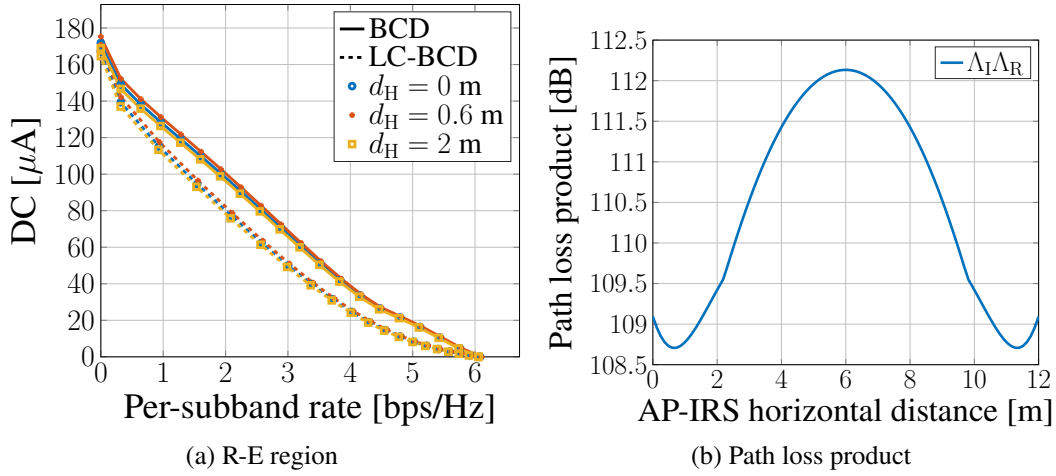 180
160
140
120
100
80
60
40
20
0
DC [μA]
0 1 2 3 4 5 6
Per-subband rate [bps/Hz]
BCD
LC-BCD
d_H = 0 m
d_H = 0.6 m
d_H = 2 m
(a) R-E region
112.5
112
111.5
111
110.5
110
109.5
109
108.5
Path loss product [dB]
0 2 4 6 8 10 12
AP-IRS horizontal distance [m]
Λ_IΛ_R
(b) Path loss product